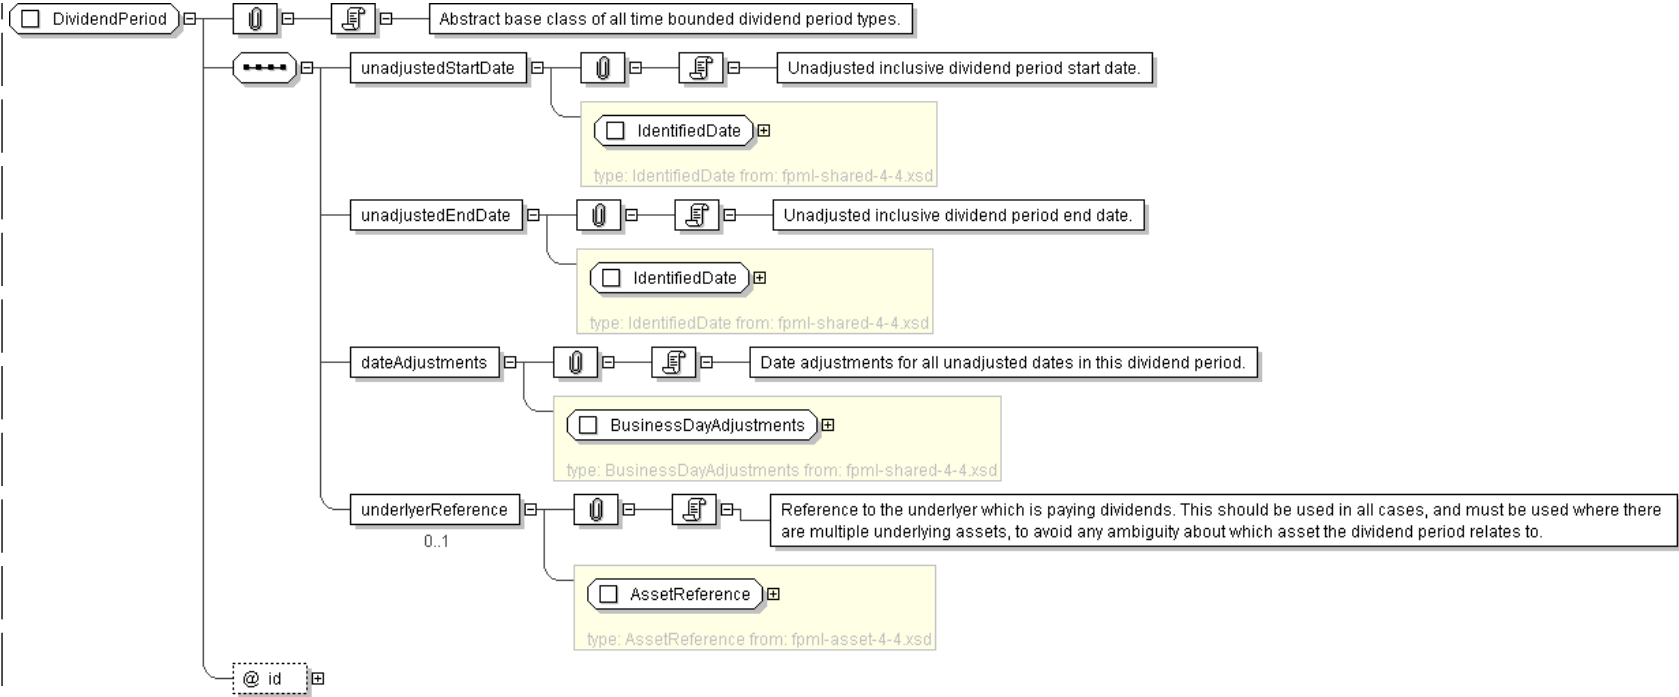 DividendPeriod
Abstract base class of all time bounded dividend period types.
unadjustedStartDate
Unadjusted inclusive dividend period start date.
IdentifiedDate
type: IdentifiedDate from: fpml-shared-4-4.xsd
unadjustedEndDate
Unadjusted inclusive dividend period end date.
IdentifiedDate
type: IdentifiedDate from: fpml-shared-4-4.xsd
dateAdjustments
Date adjustments for all unadjusted dates in this dividend period.
BusinessDayAdjustments
type: BusinessDayAdjustments from: fpml-shared-4-4.xsd
underlyerReference
0..1
Reference to the underlyer which is paying dividends. This should be used in all cases, and must be used where there
are multiple underlying assets, to avoid any ambiguity about which asset the dividend period relates to.
AssetReference
type: AssetReference from: fpml-asset-4-4.xsd
@ id